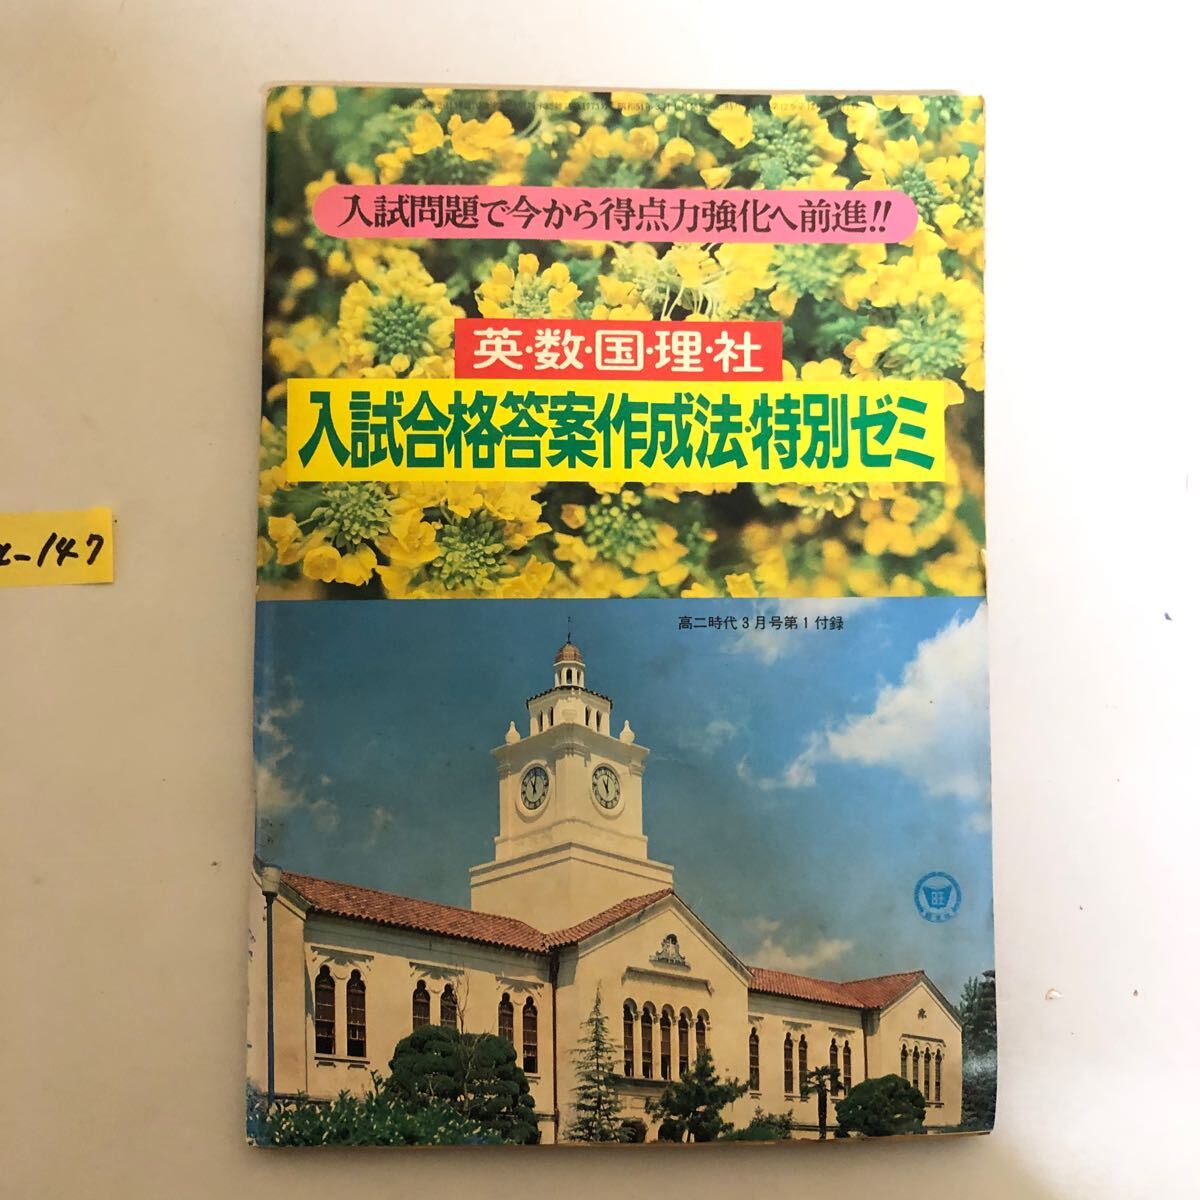 入試問題で今から得点力強化へ前進!!
英・数・国・理・社
入試合格答案作成法・特別ゼミ
高二時代3月号第1付録
旺
-147